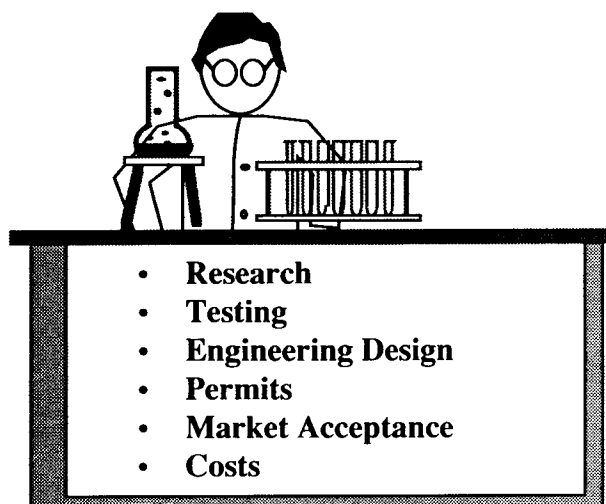 • Research
• Testing
• Engineering Design
• Permits
• Market Acceptance
• Costs